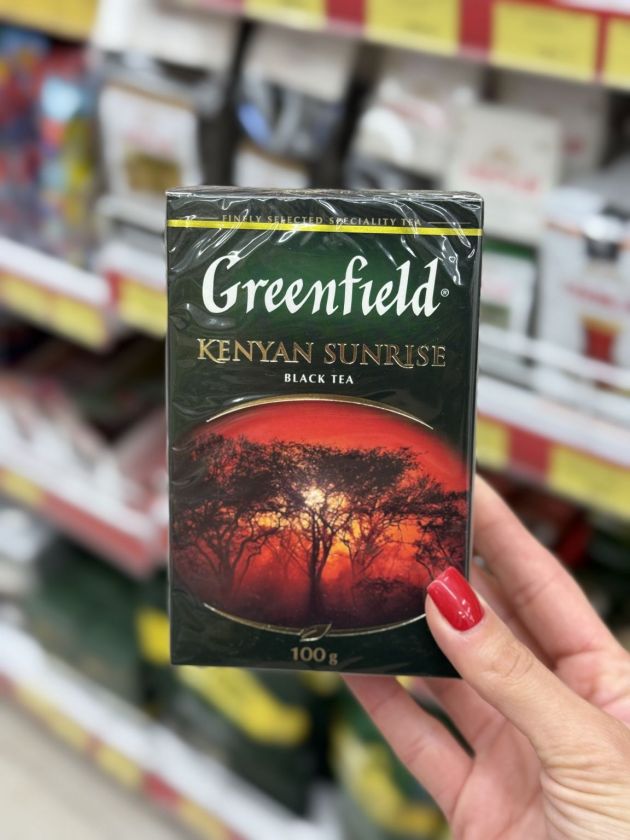 FINELY SELECTED SPECIALITY TEA
Greenfield®
KENYAN SUNRISE
BLACK TEA
100 g